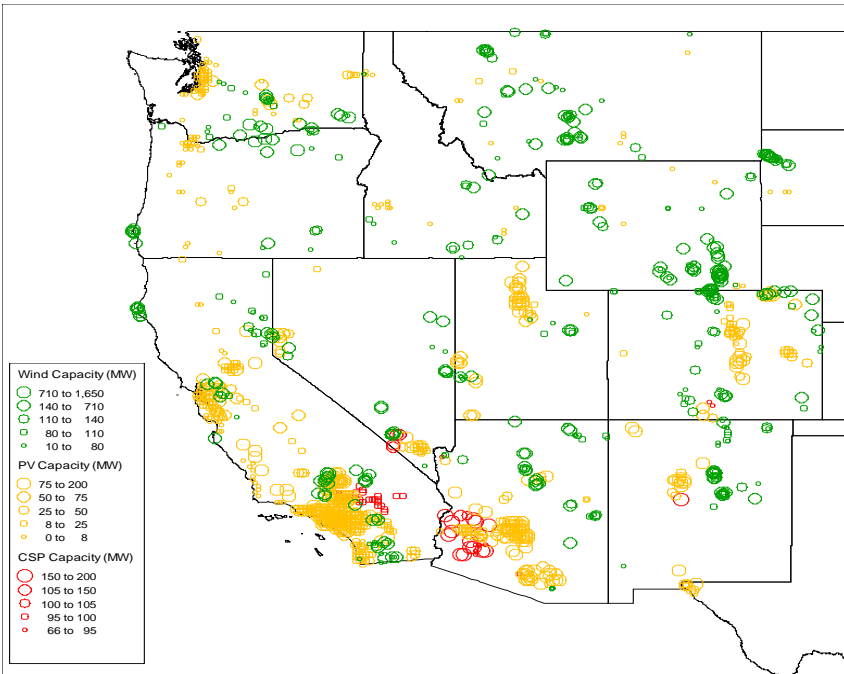 Wind Capacity (MW)
710 to 1,650
140 to 710
110 to 140
80 to 110
10 to 80
PV Capacity (MW)
75 to 200
50 to 75
25 to 50
8 to 25
0 to 8
CSP Capacity (MW)
150 to 200
105 to 150
100 to 105
95 to 100
66 to 95